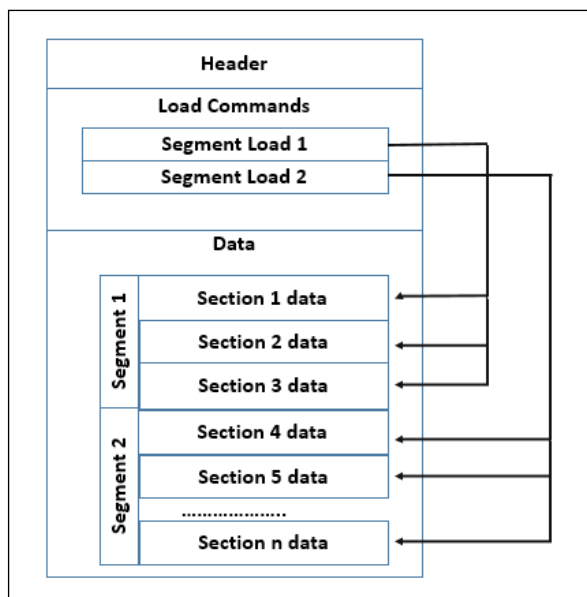 Header
Load Commands
Segment Load 1
Segment Load 2
Data
Segment 1
Section 1 data
Section 2 data
Section 3 data
Segment 2
Section 4 data
Section 5 data
....................
Section n data